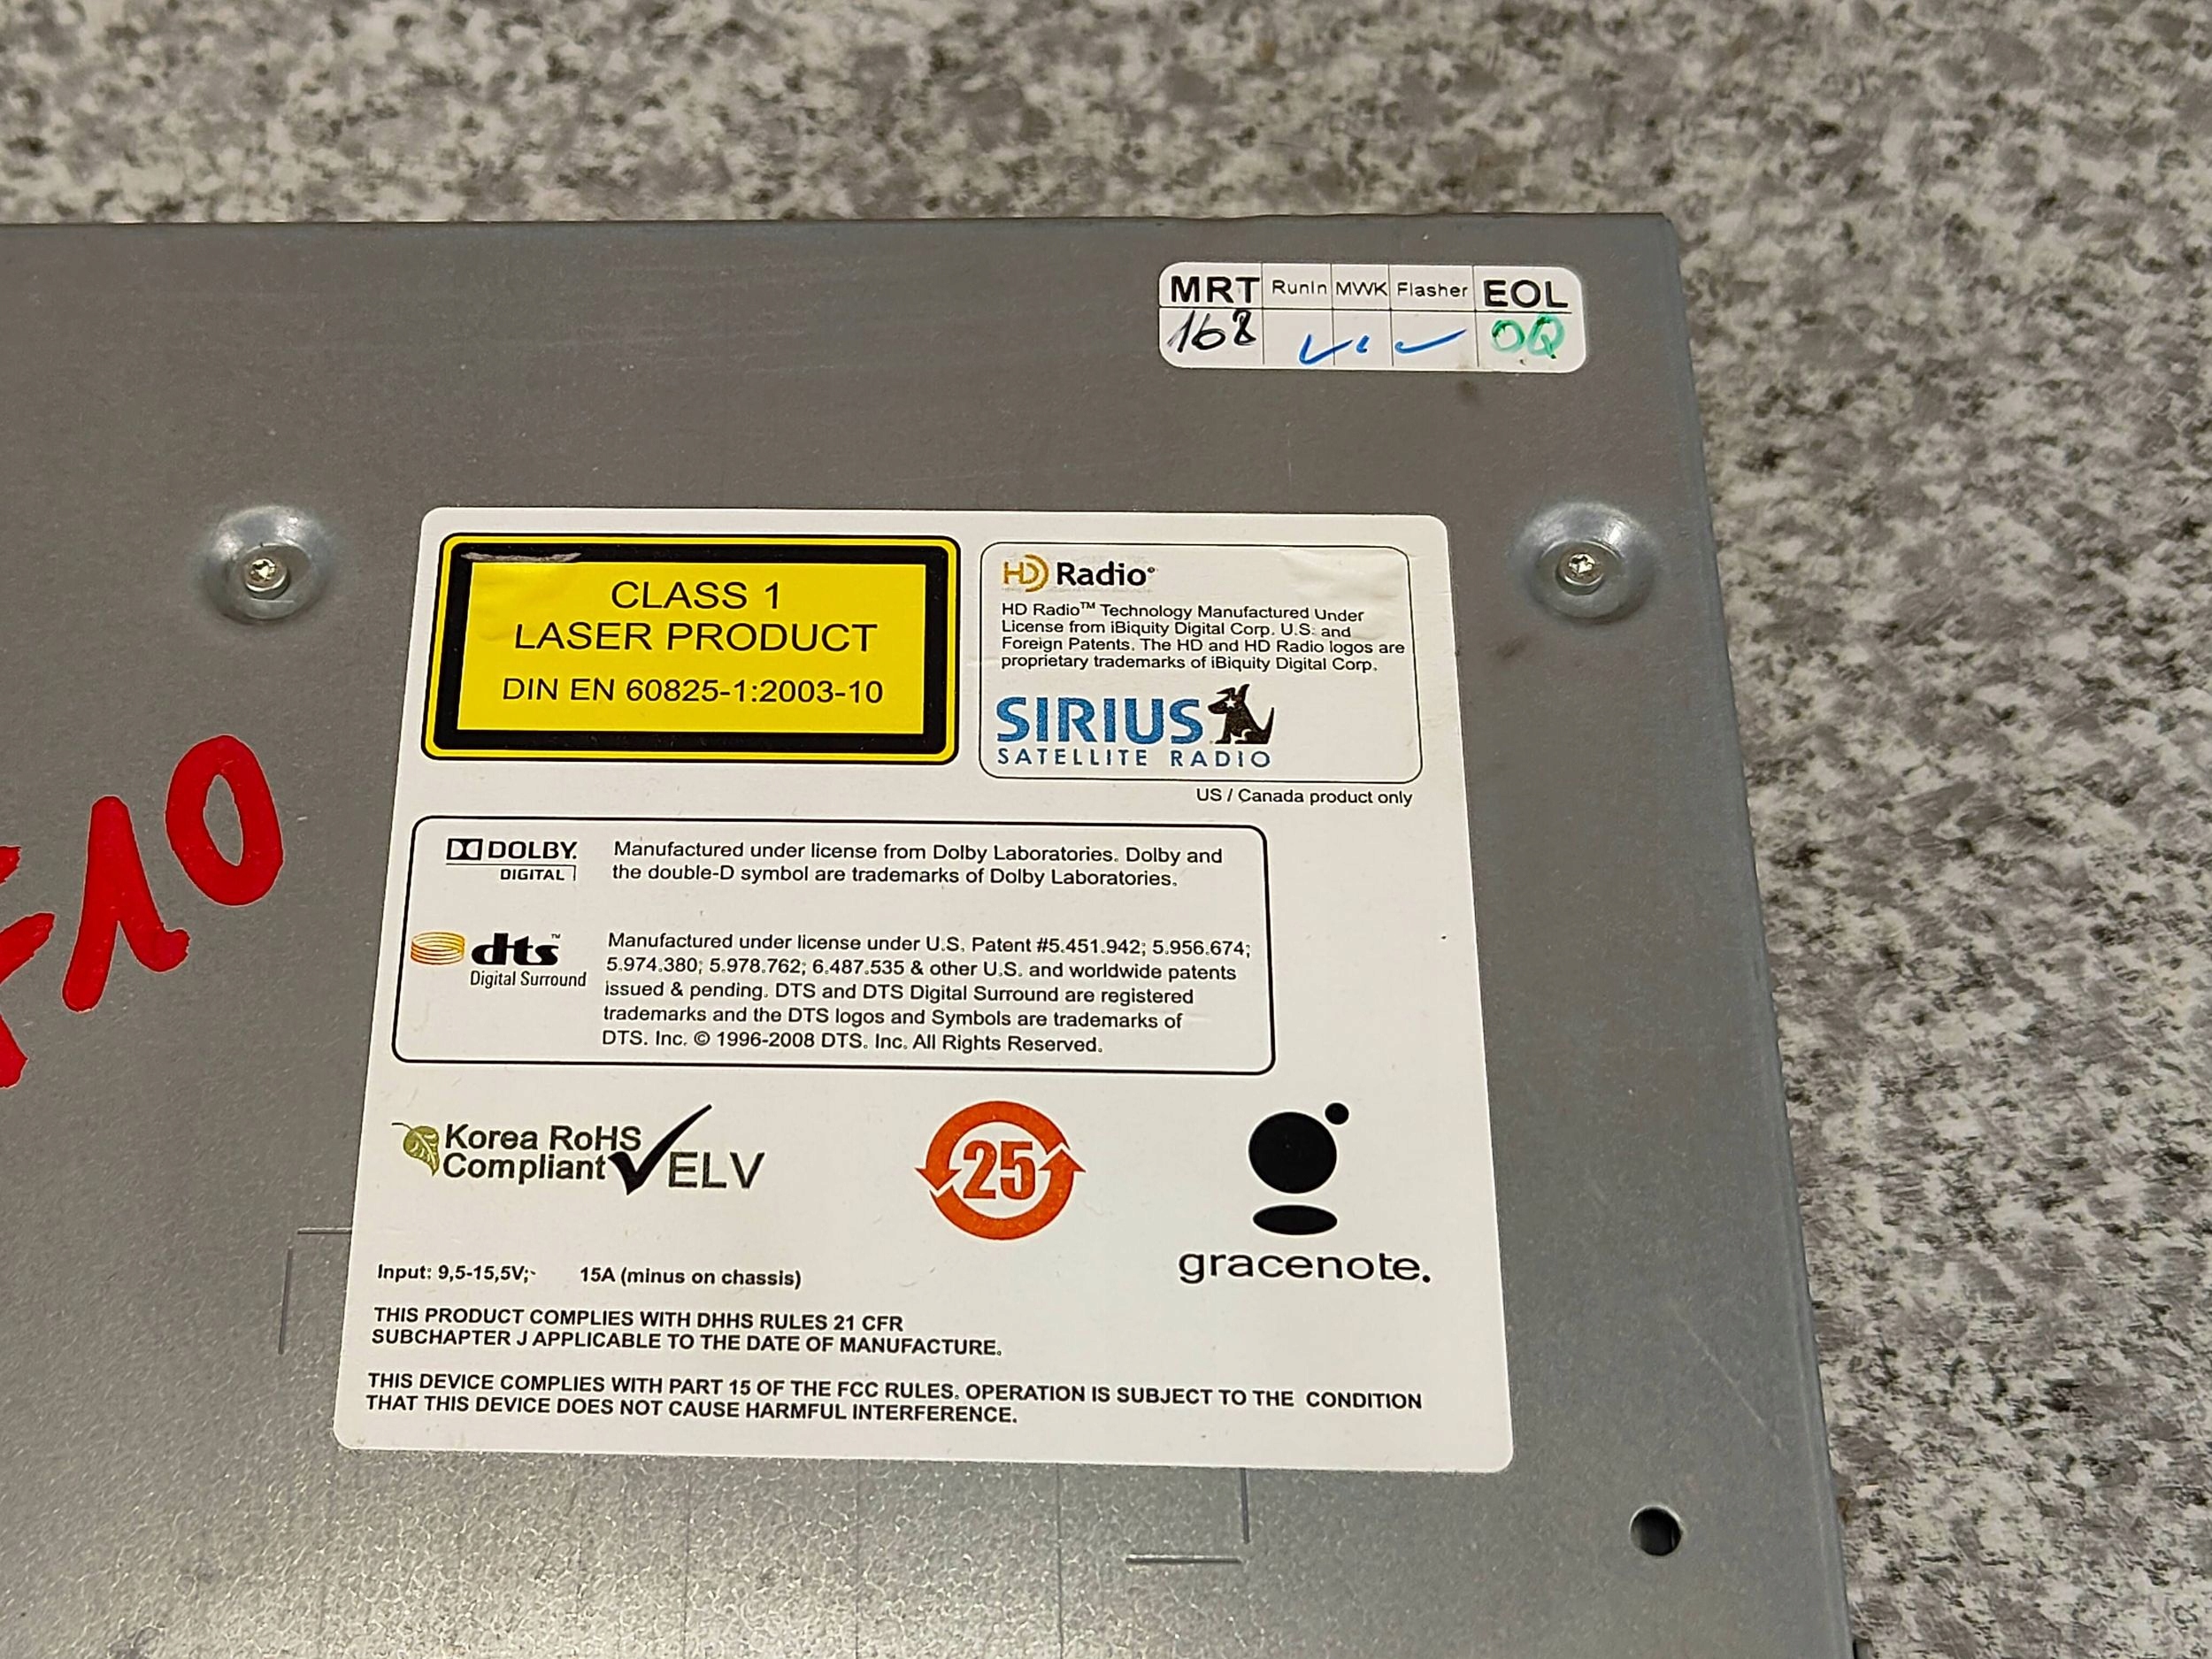 MRT RunIn MWK Flasher EOL
168
CLASS 1
LASER PRODUCT
DIN EN 60825-1:2003-10
HD Radio
HD Radio™ Technology Manufactured Under
License from iBiquity Digital Corp. U.S. and
Foreign Patents. The HD and HD Radio logos are
proprietary trademarks of iBiquity Digital Corp.
SIRIUS
SATELLITE RADIO
US / Canada product only
10
DOLBY.
DIGITAL
Manufactured under license from Dolby Laboratories. Dolby and
the double-D symbol are trademarks of Dolby Laboratories.
dts™
Digital Surround
Manufactured under license under U.S. Patent #5.451.942; 5.956.674;
5.974.380; 5.978.762; 6.487.535 & other U.S. and worldwide patents
issued & pending. DTS and DTS Digital Surround are registered
trademarks and the DTS logos and Symbols are trademarks of
DTS. Inc. © 1996-2008 DTS. Inc. All Rights Reserved.
Korea RoHS
Compliant
ELV
25
gracenote.
Input: 9,5-15,5V; 15A (minus on chassis)
THIS PRODUCT COMPLIES WITH DHHS RULES 21 CFR
SUBCHAPTER J APPLICABLE TO THE DATE OF MANUFACTURE.
THIS DEVICE COMPLIES WITH PART 15 OF THE FCC RULES. OPERATION IS SUBJECT TO THE CONDITION
THAT THIS DEVICE DOES NOT CAUSE HARMFUL INTERFERENCE.